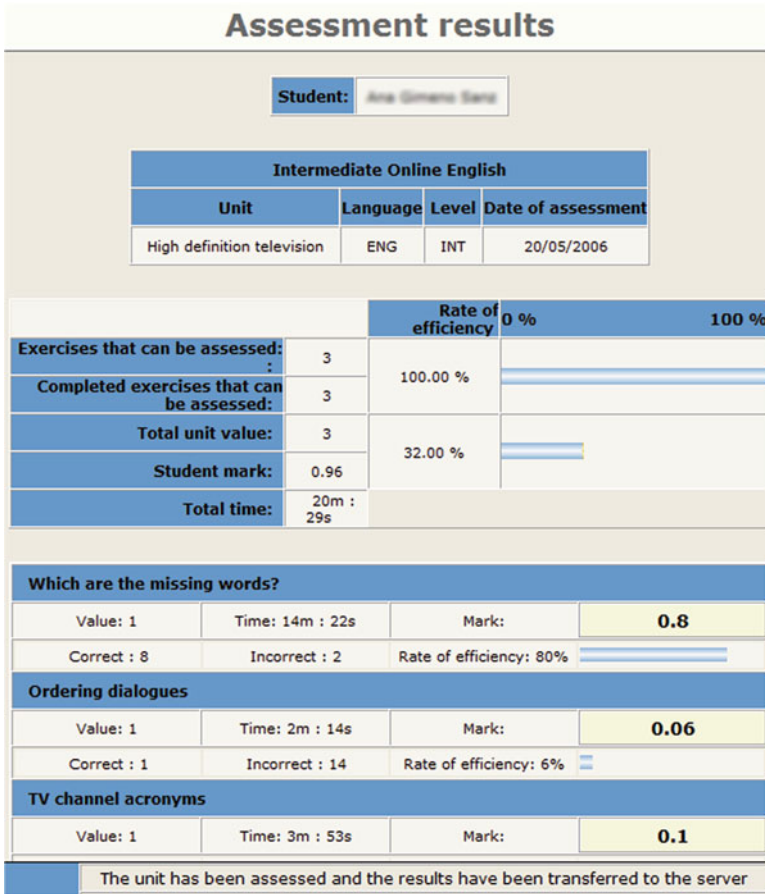 Assessment results
Student:
Intermediate Online English
Unit Language Level Date of assessment
High definition television ENG INT 20/05/2006
Rate of efficiency 0 % 100 %
Exercises that can be assessed: : 3
100.00 %
Completed exercises that can be assessed: 3
Total unit value: 3
32.00 %
Student mark: 0.96
Total time: 20m : 29s
Which are the missing words?
Value: 1 Time: 14m : 22s Mark: 0.8
Correct : 8 Incorrect : 2 Rate of efficiency: 80%
Ordering dialogues
Value: 1 Time: 2m : 14s Mark: 0.06
Correct : 1 Incorrect : 14 Rate of efficiency: 6%
TV channel acronyms
Value: 1 Time: 3m : 53s Mark: 0.1
The unit has been assessed and the results have been transferred to the server